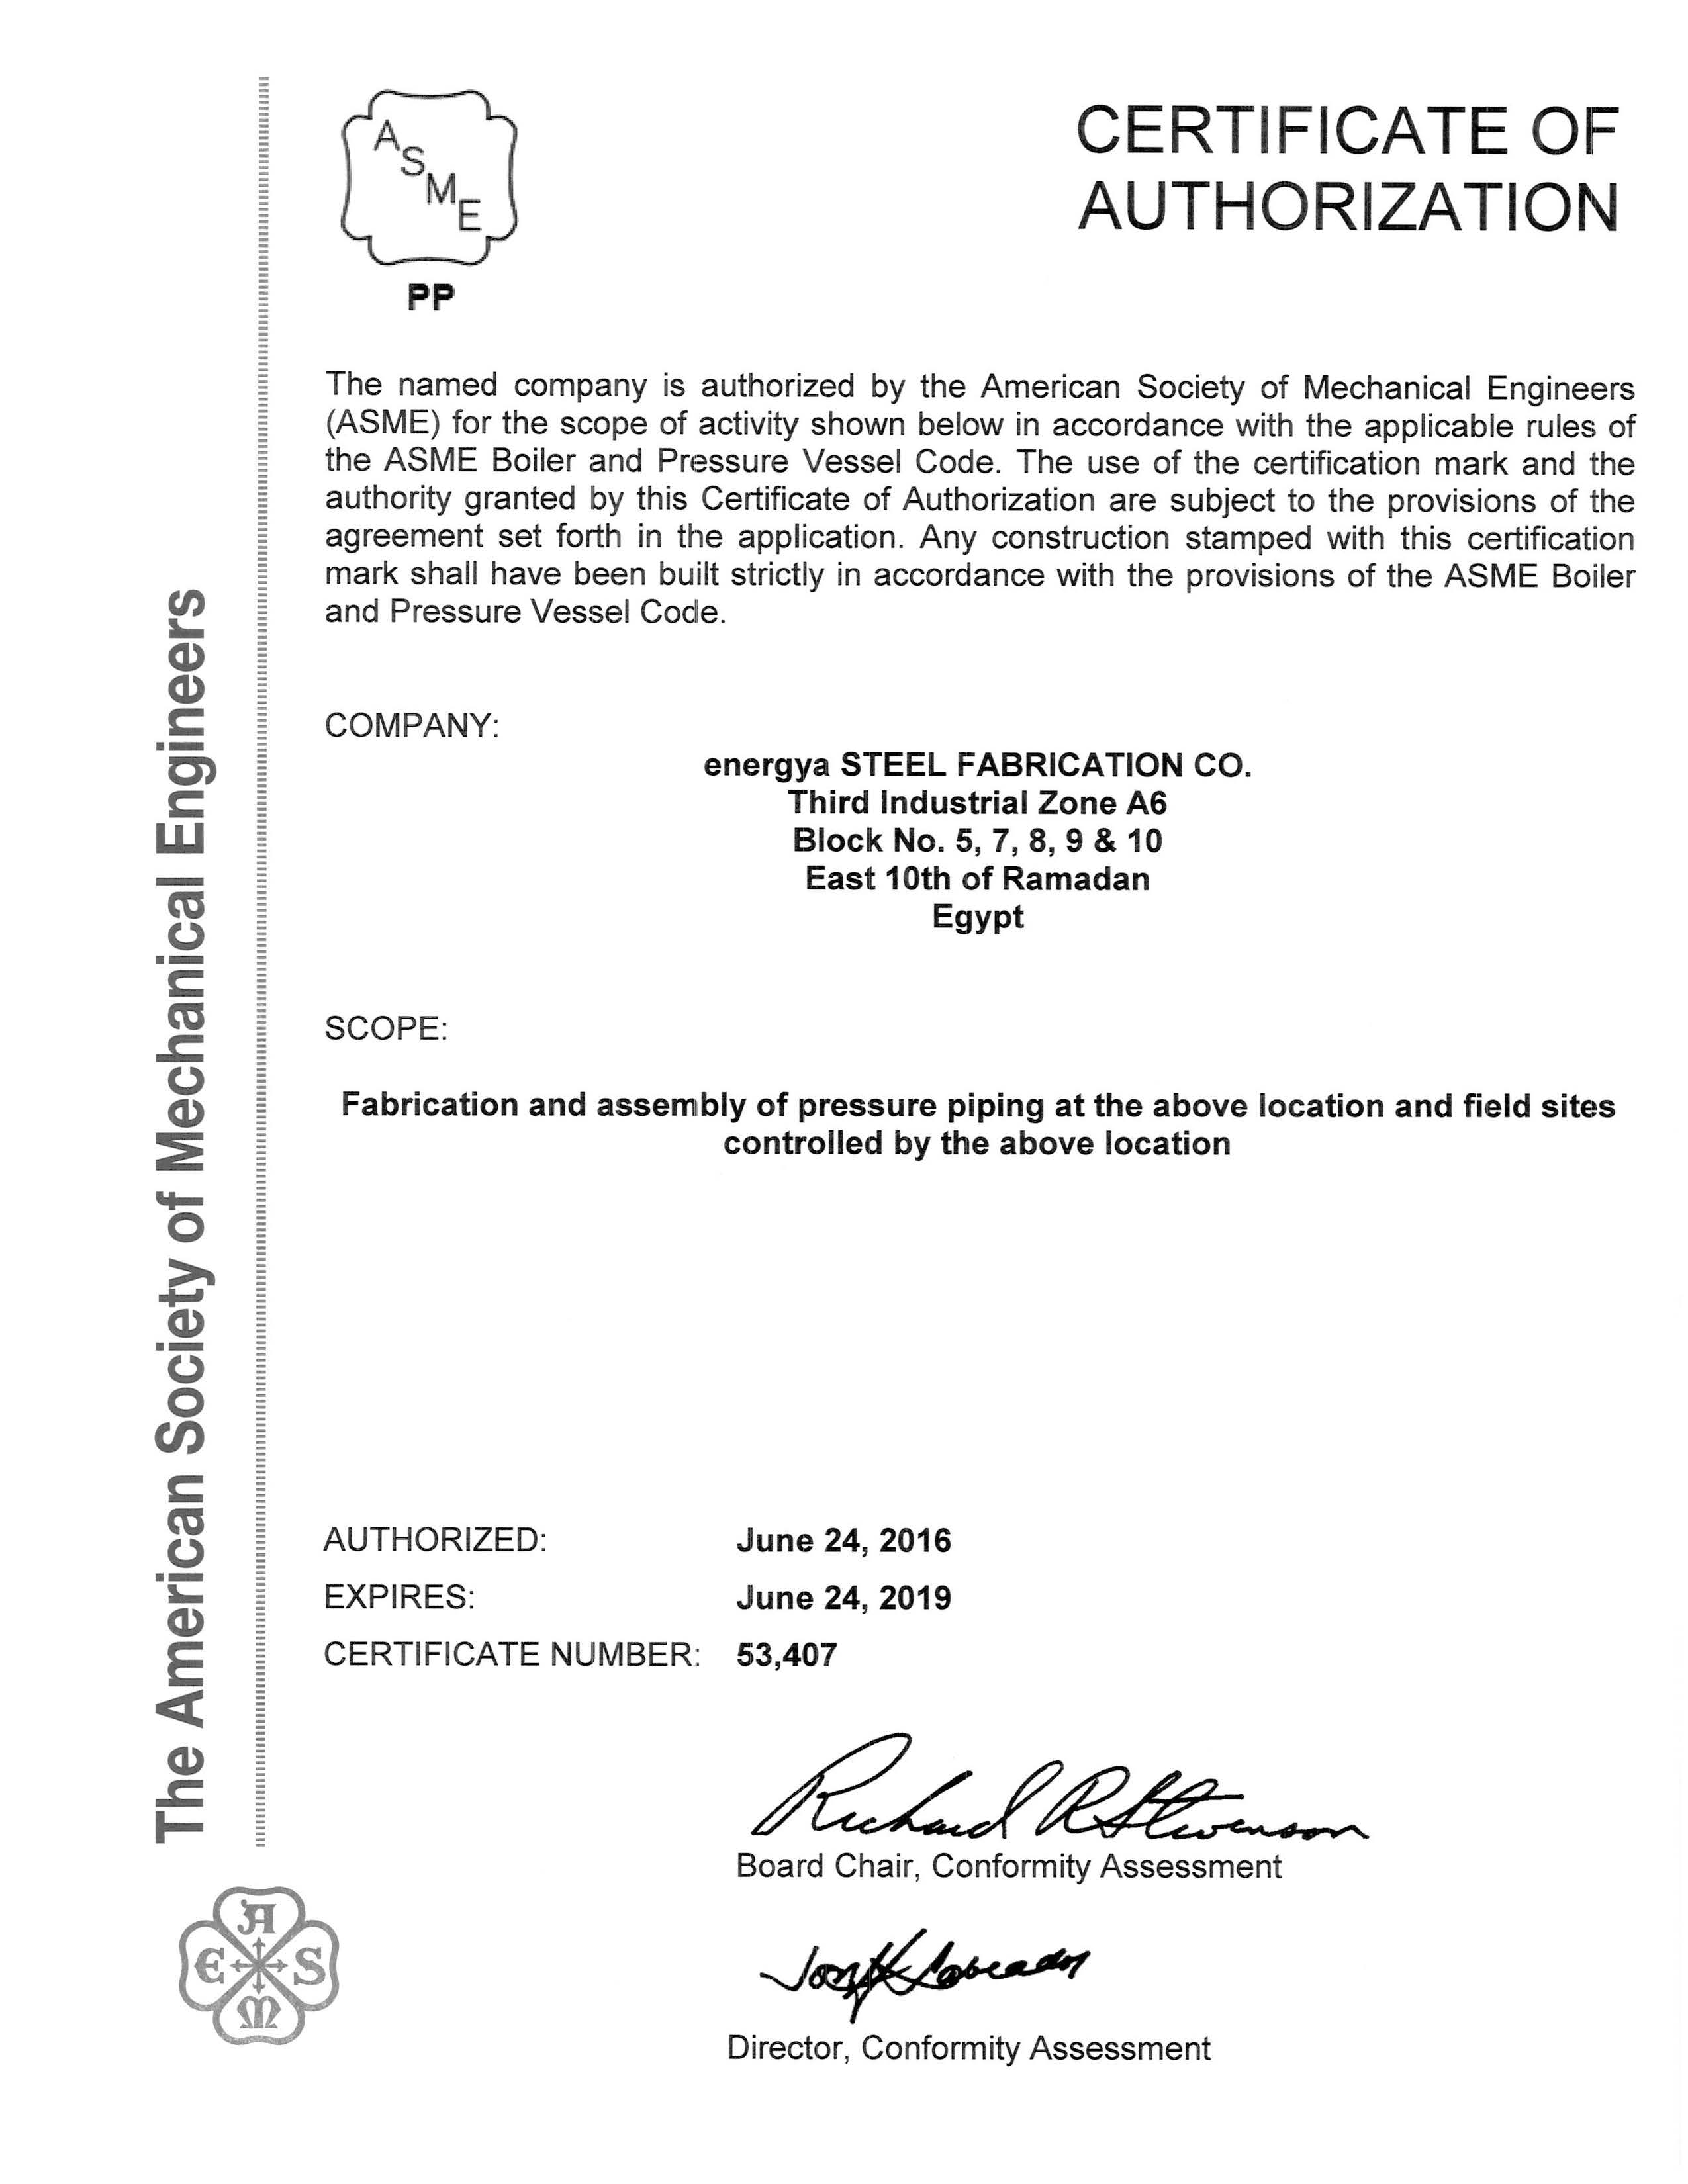 ASME
PP
CERTIFICATE OF
AUTHORIZATION
The named company is authorized by the American Society of Mechanical Engineers
(ASME) for the scope of activity shown below in accordance with the applicable rules of
the ASME Boiler and Pressure Vessel Code. The use of the certification mark and the
authority granted by this Certificate of Authorization are subject to the provisions of the
agreement set forth in the application. Any construction stamped with this certification
mark shall have been built strictly in accordance with the provisions of the ASME Boiler
and Pressure Vessel Code.
COMPANY:
energya STEEL FABRICATION CO.
Third Industrial Zone A6
Block No. 5, 7, 8, 9 & 10
East 10th of Ramadan
Egypt
SCOPE:
Fabrication and assembly of pressure piping at the above location and field sites
controlled by the above location
AUTHORIZED: June 24, 2016
EXPIRES: June 24, 2019
CERTIFICATE NUMBER: 53,407
Richard R Stevenson
Board Chair, Conformity Assessment
Director, Conformity Assessment
The American Society of Mechanical Engineers
ASME